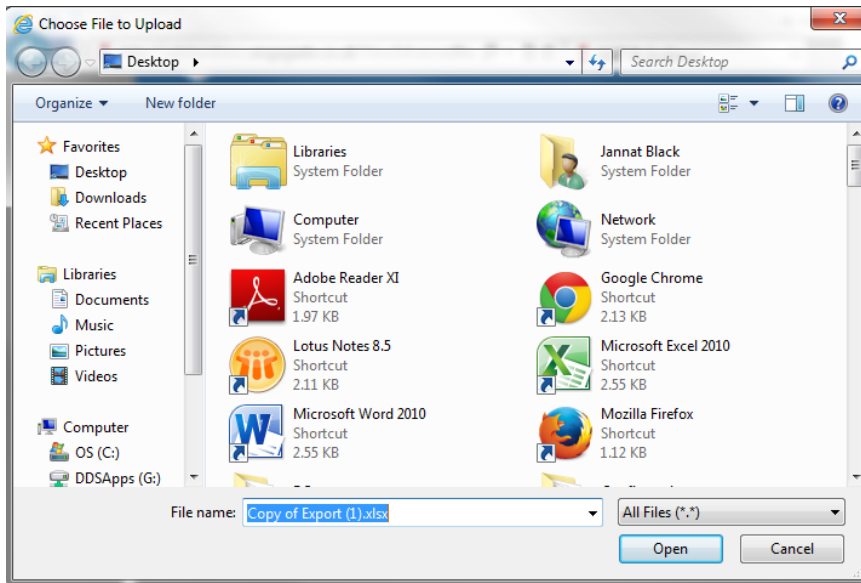 Choose File to Upload
Desktop
Search Desktop
Organize
New folder
Favorites
Desktop
Downloads
Recent Places
Libraries
Documents
Music
Pictures
Videos
Computer
OS (C:)
DDSApps (G:)
Libraries
System Folder
Jannat Black
System Folder
Computer
System Folder
Network
System Folder
Adobe Reader XI
Shortcut
1.97 KB
Google Chrome
Shortcut
2.13 KB
Lotus Notes 8.5
Shortcut
2.11 KB
Microsoft Excel 2010
Shortcut
2.55 KB
Microsoft Word 2010
Shortcut
2.55 KB
Mozilla Firefox
Shortcut
1.12 KB
File name: Copy of Export (1).xlsx
All Files (*.*)
Open
Cancel